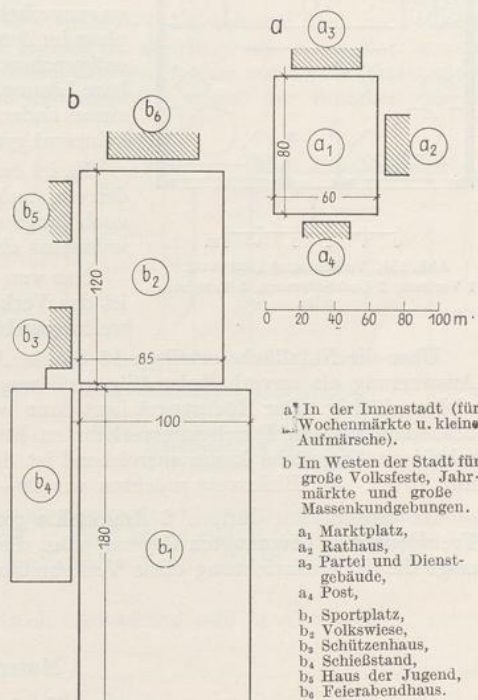 a
a₃
80
a₁
a₂
60
a₄
0 20 40 60 80 100 m
b
b₆
b₅
120
b₂
b₃
85
100
b₄
180
b₁
a In der Innenstadt (für
Wochenmärkte u. kleine
Aufmärsche).
b Im Westen der Stadt für
große Volksfeste, Jahr-
märkte und große
Massenkundgebungen.
a₁ Marktplatz,
a₂ Rathaus,
a₃ Partei und Dienst-
gebäude,
a₄ Post,
b₁ Sportplatz,
b₂ Volkswiese,
b₃ Schützenhaus,
b₄ Schießstand,
b₅ Haus der Jugend,
b₆ Feierabendhaus.